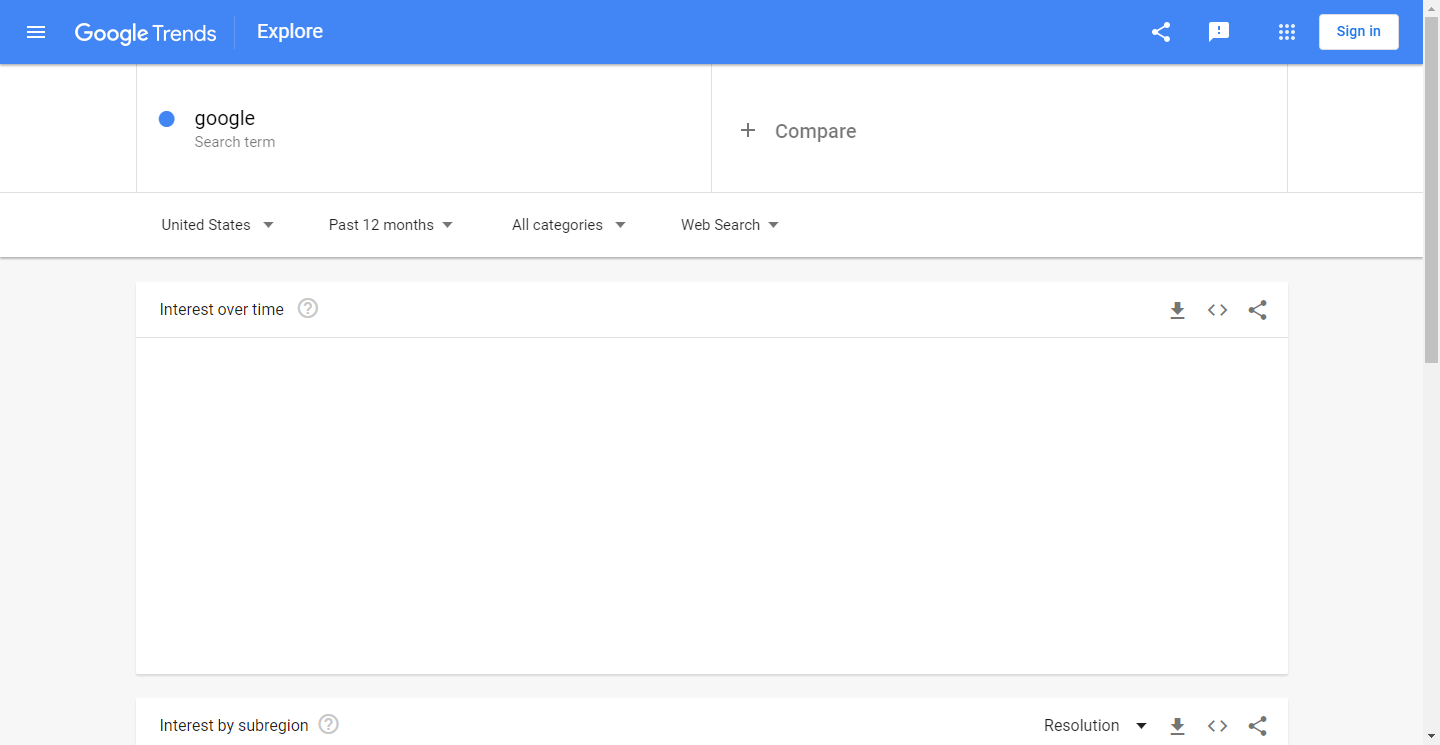 Google Trends Explore Sign in
google
Search term
Compare
United States Past 12 months All categories Web Search
Interest over time
Interest by subregion Resolution